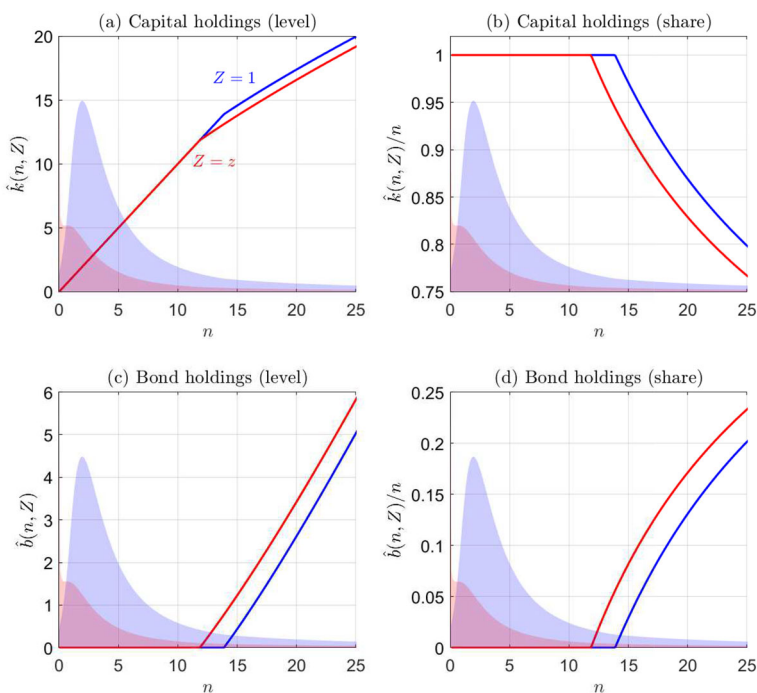 (a) Capital holdings (level)
20
15
10
5
0
0 5 10 15 20 25
n
k̂(n, Z)
Z = 1
Z = z
(b) Capital holdings (share)
1
0.95
0.9
0.85
0.8
0.75
0 5 10 15 20 25
n
k̂(n, Z)/n
(c) Bond holdings (level)
6
5
4
3
2
1
0
0 5 10 15 20 25
n
b̂(n, Z)
(d) Bond holdings (share)
0.25
0.2
0.15
0.1
0.05
0
0 5 10 15 20 25
n
b̂(n, Z)/n